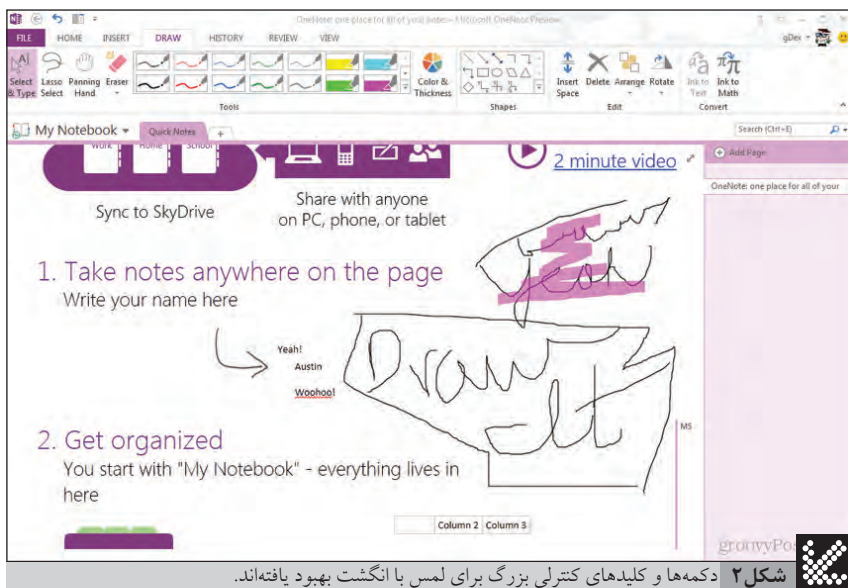 OneNote: one place for all of your notes - Microsoft OneNote Preview
FILE HOME INSERT DRAW HISTORY REVIEW VIEW gDex
Select & Type
Lasso Select
Panning Hand
Eraser
Color & Thickness
Insert Space
Delete
Arrange
Rotate
Ink to Text
Ink to Math
Tools Shapes Edit Convert
My Notebook Quick Notes + Search (Ctrl+E)
Work Home School
2 minute video
Add Page
OneNote: one place for all of your
Sync to SkyDrive
Share with anyone
on PC, phone, or tablet
1. Take notes anywhere on the page
Write your name here
Yeah!
Austin
Woohoo!
Draw
It
MS
2. Get organized
You start with "My Notebook" - everything lives in
here
Column 2 Column 3
groovyPos
شکل۲ دکمه‌ها و کلیدهای کنترلی بزرگ برای لمس با انگشت بهبود یافته‌اند.